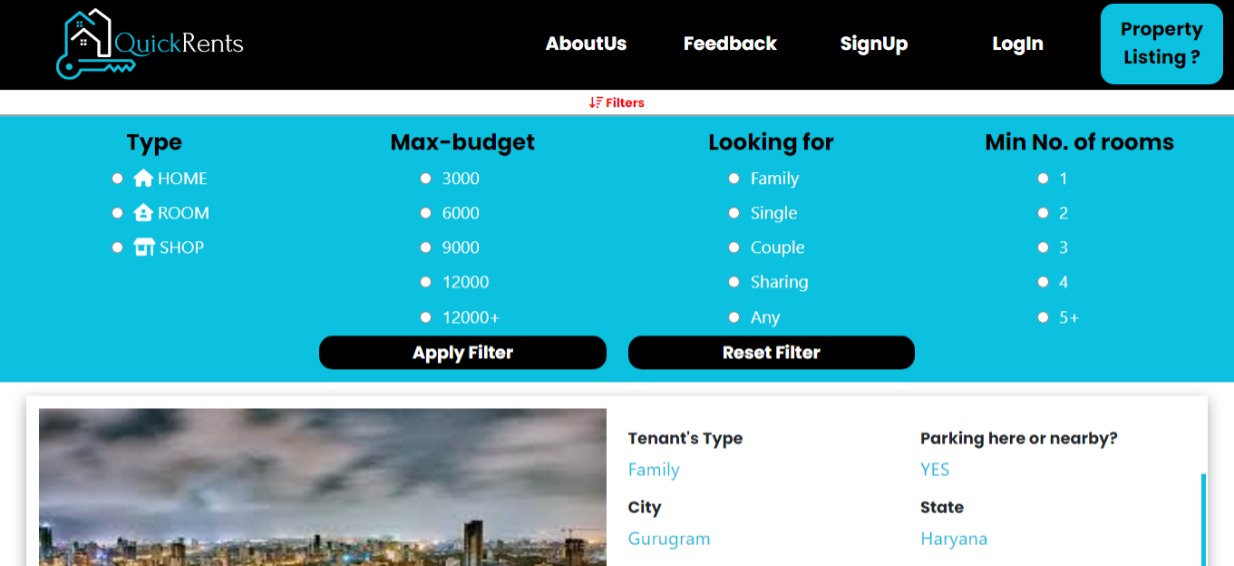 QuickRents
AboutUs
Feedback
SignUp
LogIn
Property
Listing ?
Filters
Type
HOME
ROOM
SHOP
Max-budget
3000
6000
9000
12000
12000+
Looking for
Family
Single
Couple
Sharing
Any
Min No. of rooms
1
2
3
4
5+
Apply Filter
Reset Filter
Tenant's Type
Family
Parking here or nearby?
YES
City
Gurugram
State
Haryana